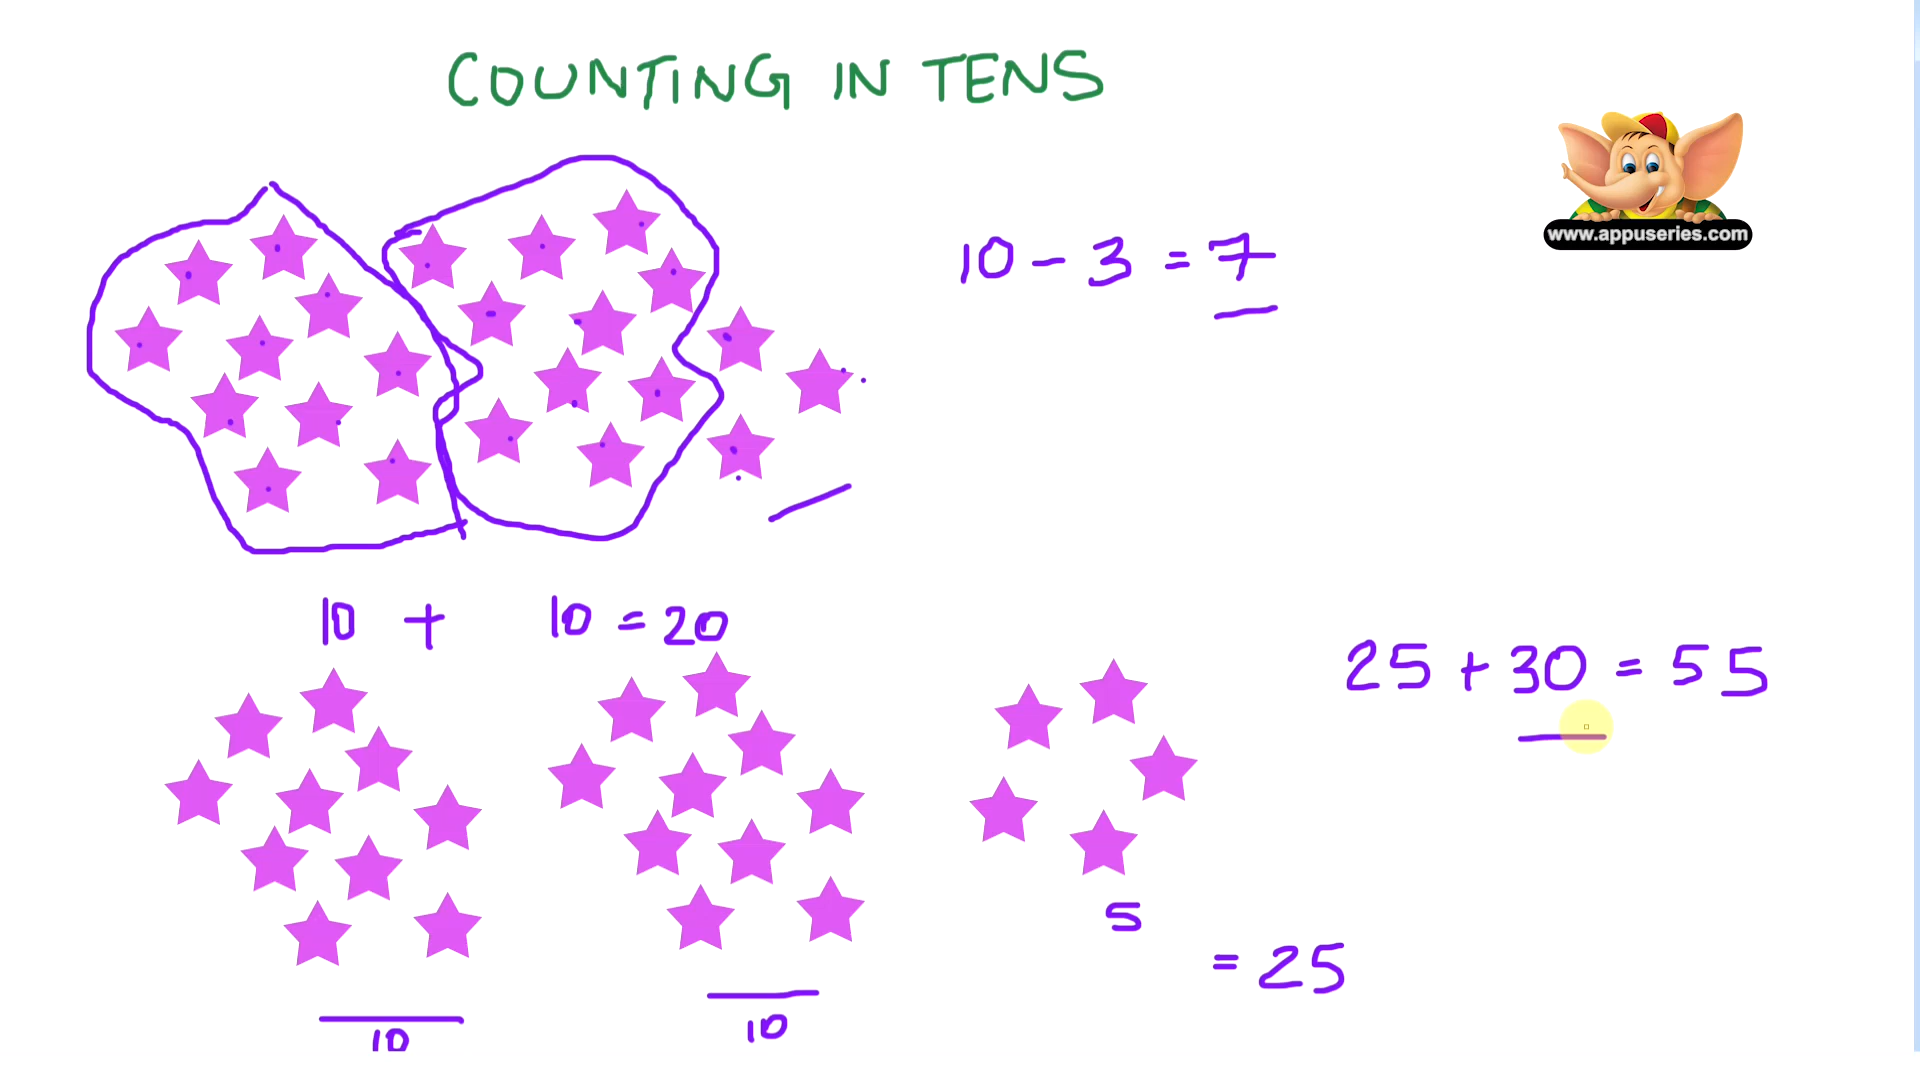 COUNTING IN TENS
www.appuseries.com
10 - 3 = 7
10 + 10 = 20
25 + 30 = 55
5
= 25
10
10